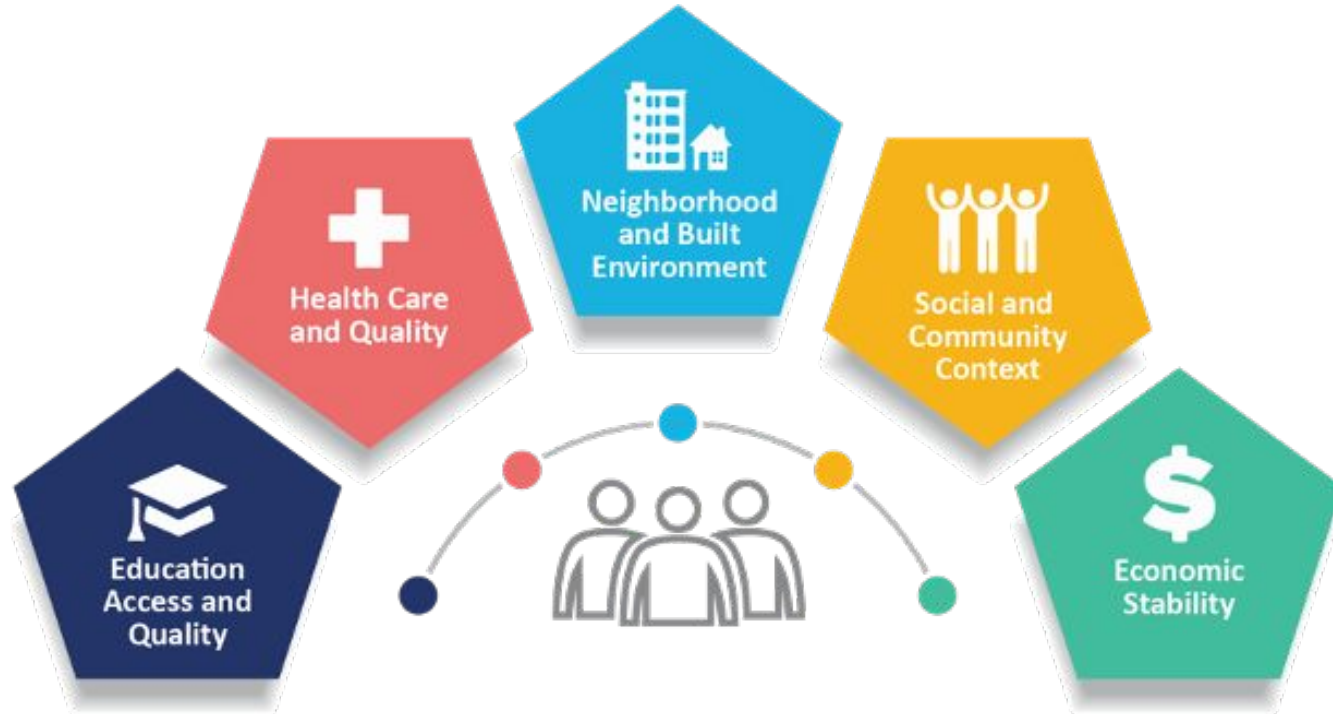 Education
Access and
Quality
Health Care
and Quality
Neighborhood
and Built
Environment
Social and
Community
Context
$
Economic
Stability